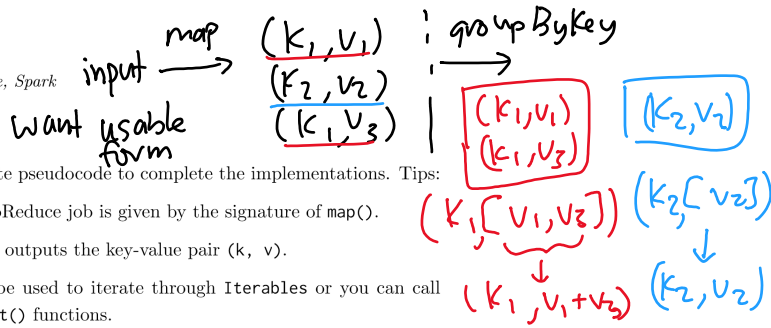 map
(k₁,v₁)
groupByKey
e, Spark
input
(k₂,v₂)
want usable
form
(k₁,v₃)
(k₁,v₁)
(k₁,v₃)
(k₂,v₂)
te pseudocode to complete the implementations. Tips:
Reduce job is given by the signature of map().
outputs the key-value pair (k, v).
be used to iterate through Iterables or you can call
t() functions.
(k₁,[v₁,v₃])
(k₂,[v₂])
(k₁,v₁+v₃)
(k₂,v₂)